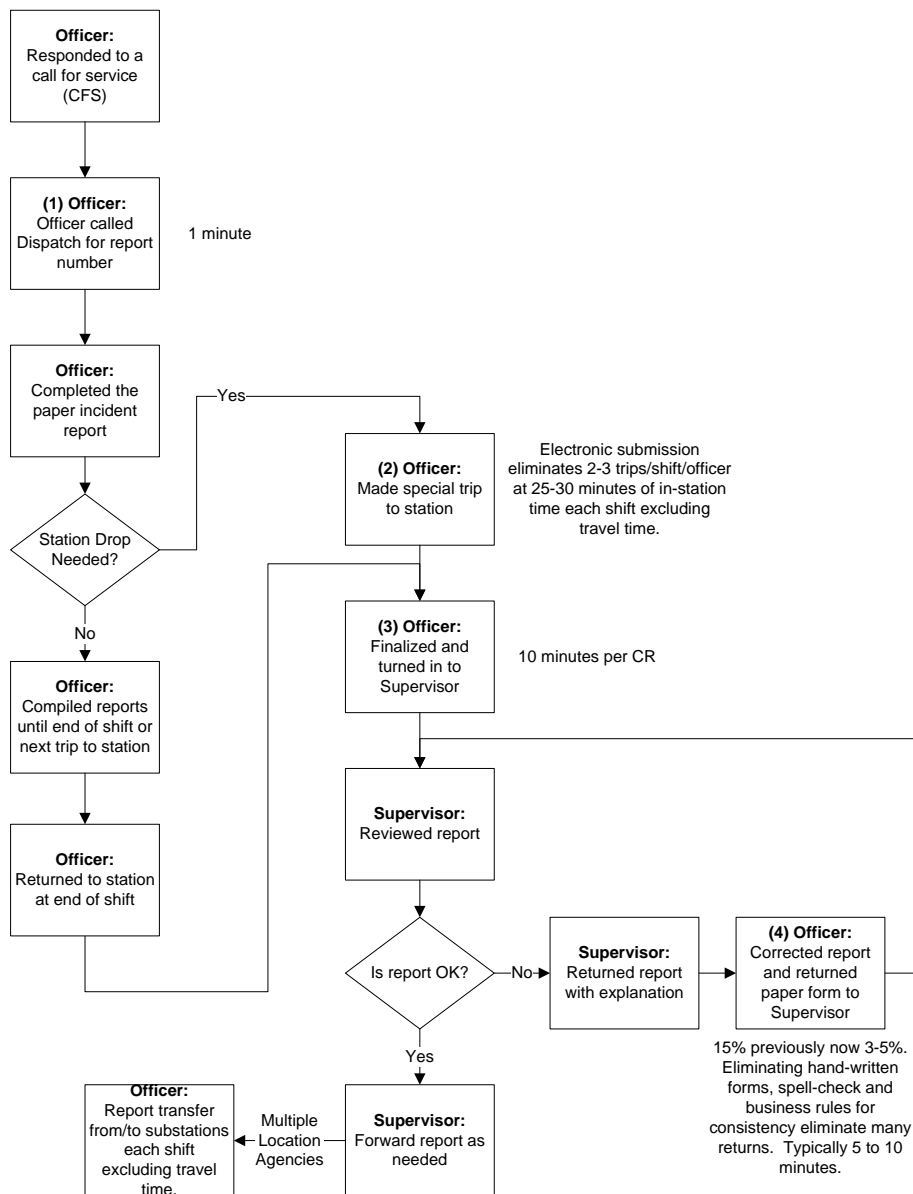 Officer:
Responded to a
call for service
(CFS)
(1) Officer:
Officer called
Dispatch for report
number
1 minute
Officer:
Completed the
paper incident
report
Yes
Station Drop
Needed?
(2) Officer:
Made special trip
to station
Electronic submission
eliminates 2-3 trips/shift/officer
at 25-30 minutes of in-station
time each shift excluding
travel time.
No
Officer:
Compiled reports
until end of shift or
next trip to station
Officer:
Returned to station
at end of shift
(3) Officer:
Finalized and
turned in to
Supervisor
10 minutes per CR
Supervisor:
Reviewed report
Is report OK?
No
Supervisor:
Returned report
with explanation
(4) Officer:
Corrected report
and returned
paper form to
Supervisor
15% previously now 3-5%.
Eliminating hand-written
forms, spell-check and
business rules for
consistency eliminate many
returns.  Typically 5 to 10
minutes.
Yes
Supervisor:
Forward report as
needed
Multiple
Location
Agencies
Officer:
Report transfer
from/to substations
each shift
excluding travel
time.